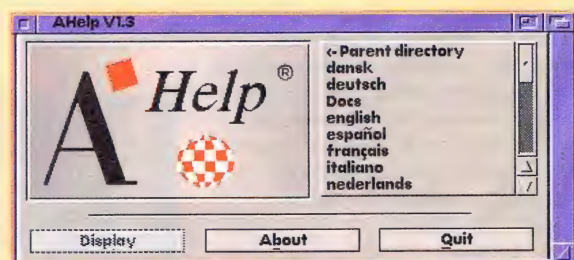 AHelp V1.3
A Help ®
<- Parent directory
dansk
deutsch
Docs
english
español
français
italiano
nederlands
Display
About
Quit